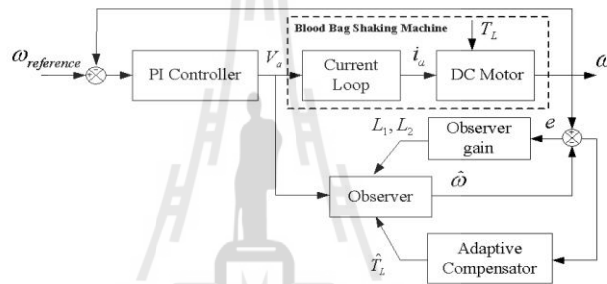 Blood Bag Shaking Machine
T_L
ω_reference
PI Controller
V_a
Current
Loop
i_a
DC Motor
ω
L_1, L_2
Observer
gain
e
Observer
ω̂
T̂_L
Adaptive
Compensator